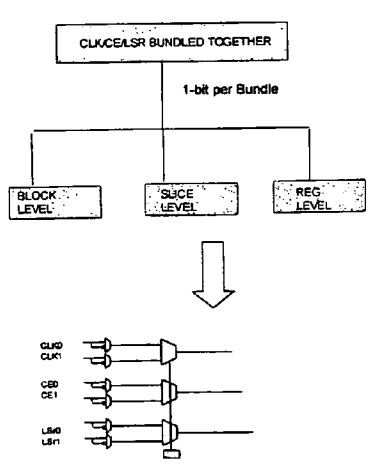 CLK/CE/LSR BUNDLED TOGETHER
1-bit per Bundle
BLOCK
LEVEL
SLICE
LEVEL
REG
LEVEL
CLK0
CLK1
CE0
CE1
LSr0
LSr1